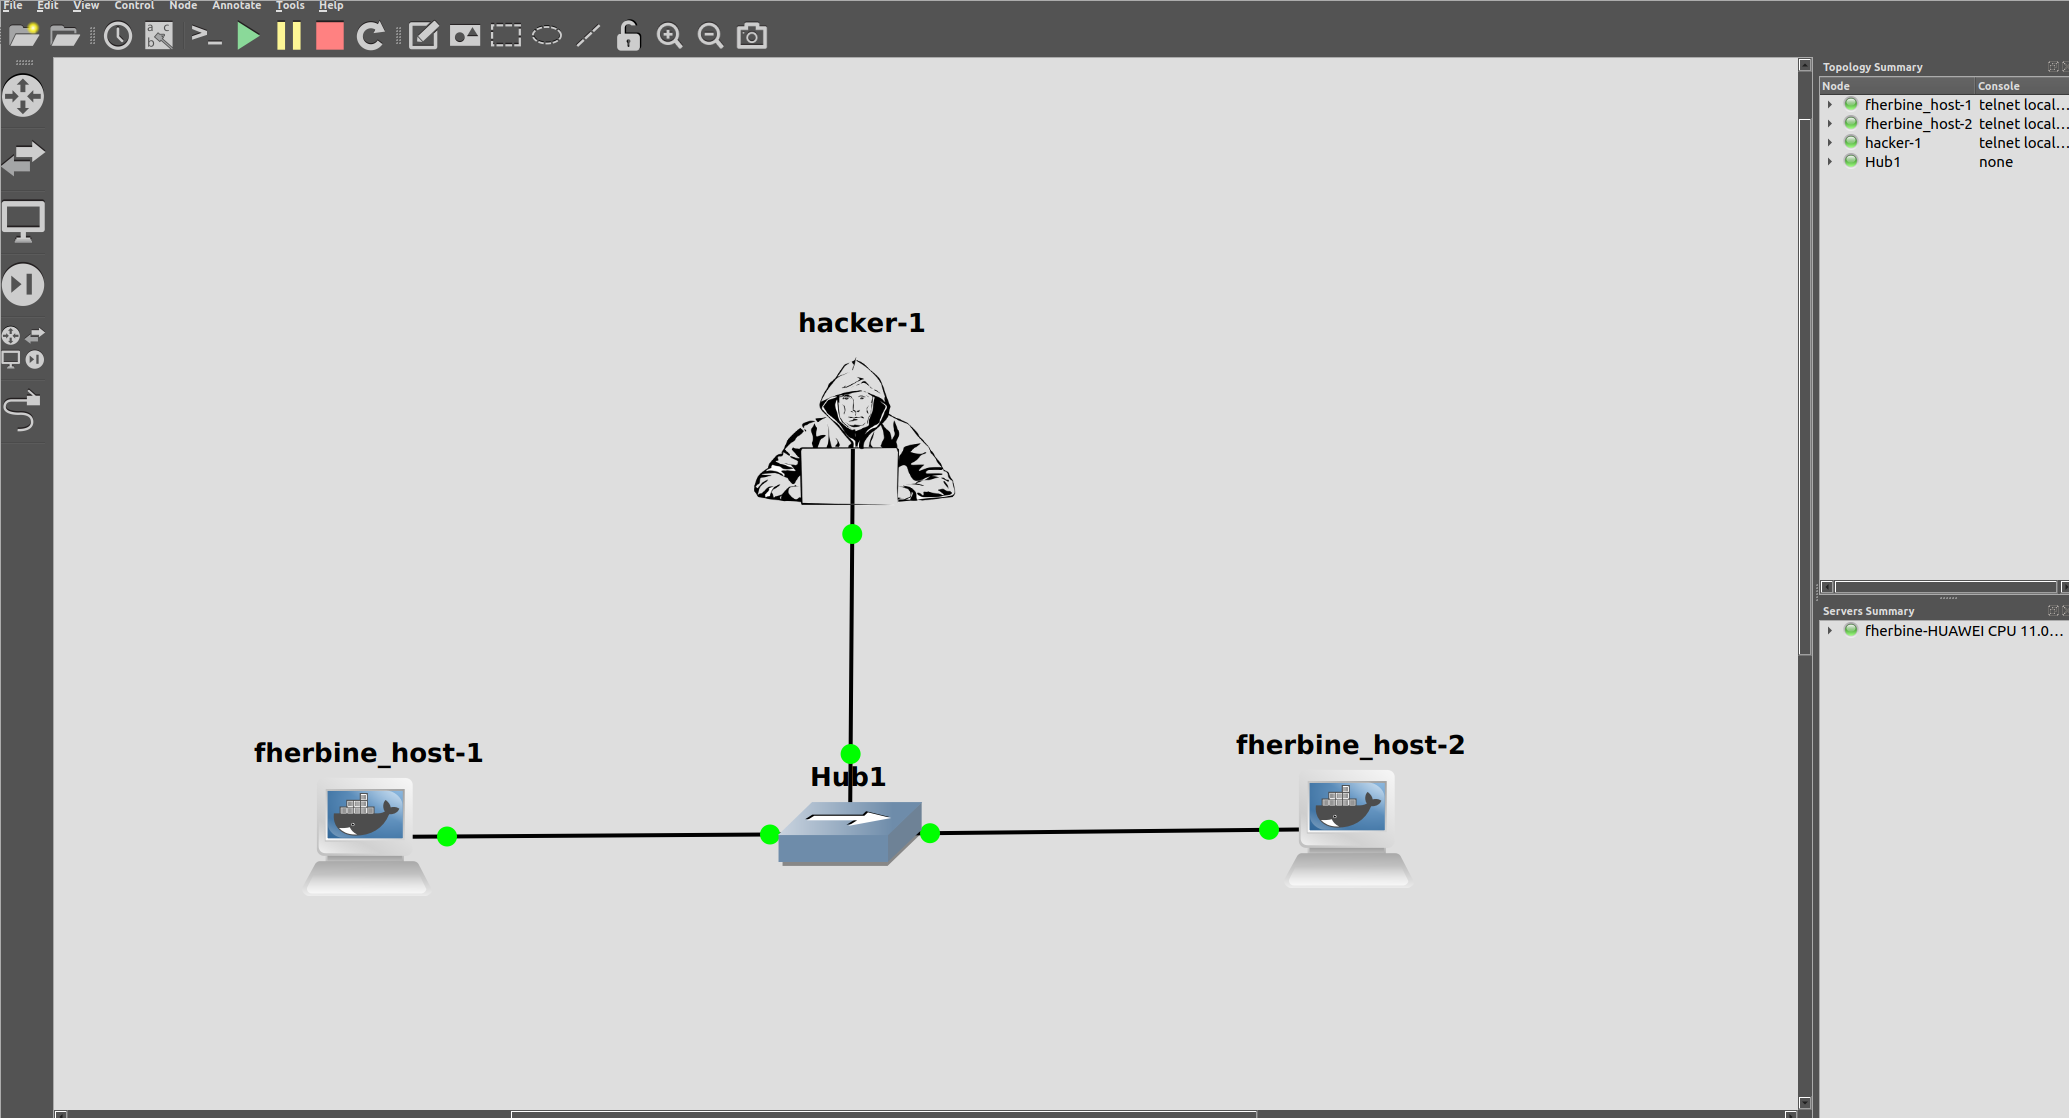 File Edit View Control Node Annotate Tools Help
Topology Summary
Node Console
fherbine_host-1 telnet local...
fherbine_host-2 telnet local...
hacker-1 telnet local...
Hub1 none
hacker-1
fherbine_host-1
Hub1
fherbine_host-2
Servers Summary
fherbine-HUAWEI CPU 11.0...